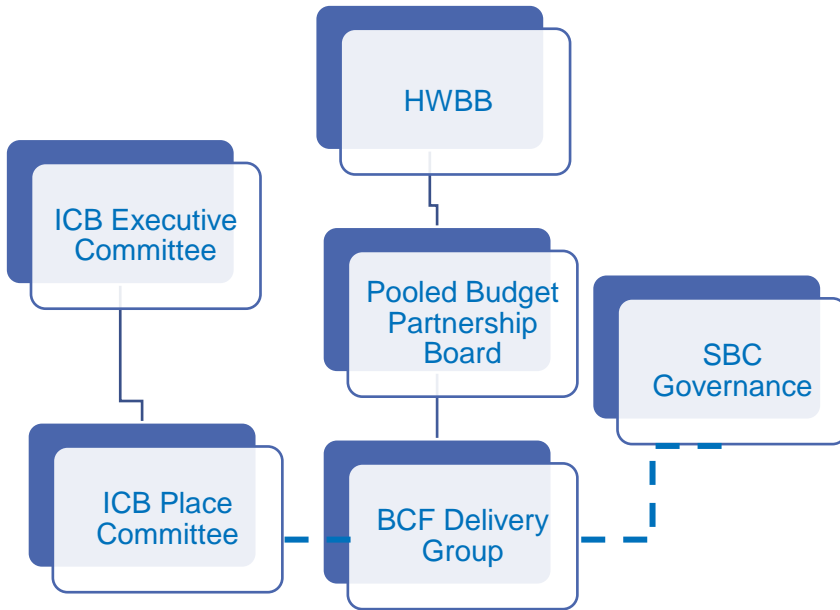 HWBB
ICB Executive
Committee
Pooled Budget
Partnership
Board
SBC
Governance
ICB Place
Committee
BCF Delivery
Group